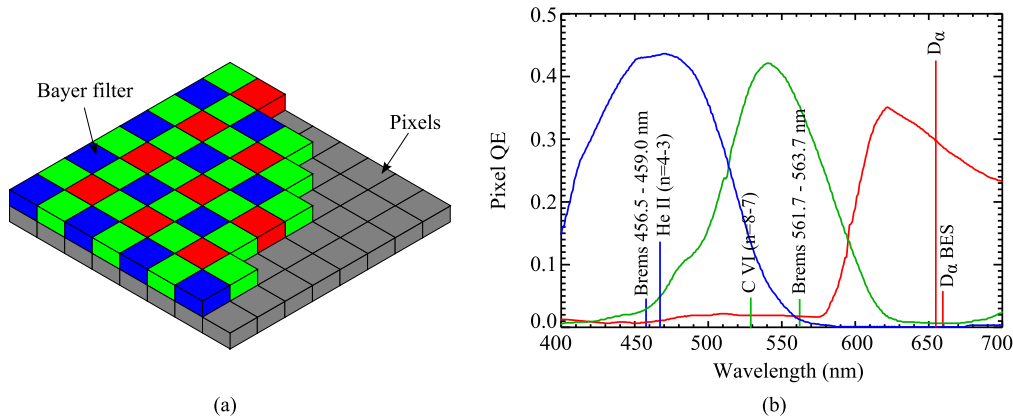 Bayer filter
Pixels
(a)
0.5
0.4
0.3
0.2
0.1
0.0
Pixel QE
400
450
500
550
600
650
700
Wavelength (nm)
Brems 456.5 - 459.0 nm
He II (n=4-3)
C VI (n=8-7)
Brems 561.7 - 563.7 nm
Dα
Dα BES
(b)